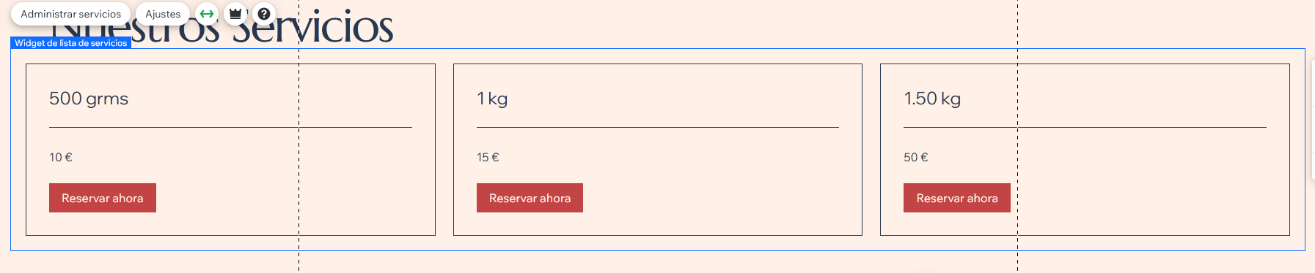 Administrar servicios Ajustes ?
Nuestros Servicios
Widget de lista de servicios
500 grms 1 kg 1.50 kg
10 € 15 € 50 €
Reservar ahora Reservar ahora Reservar ahora